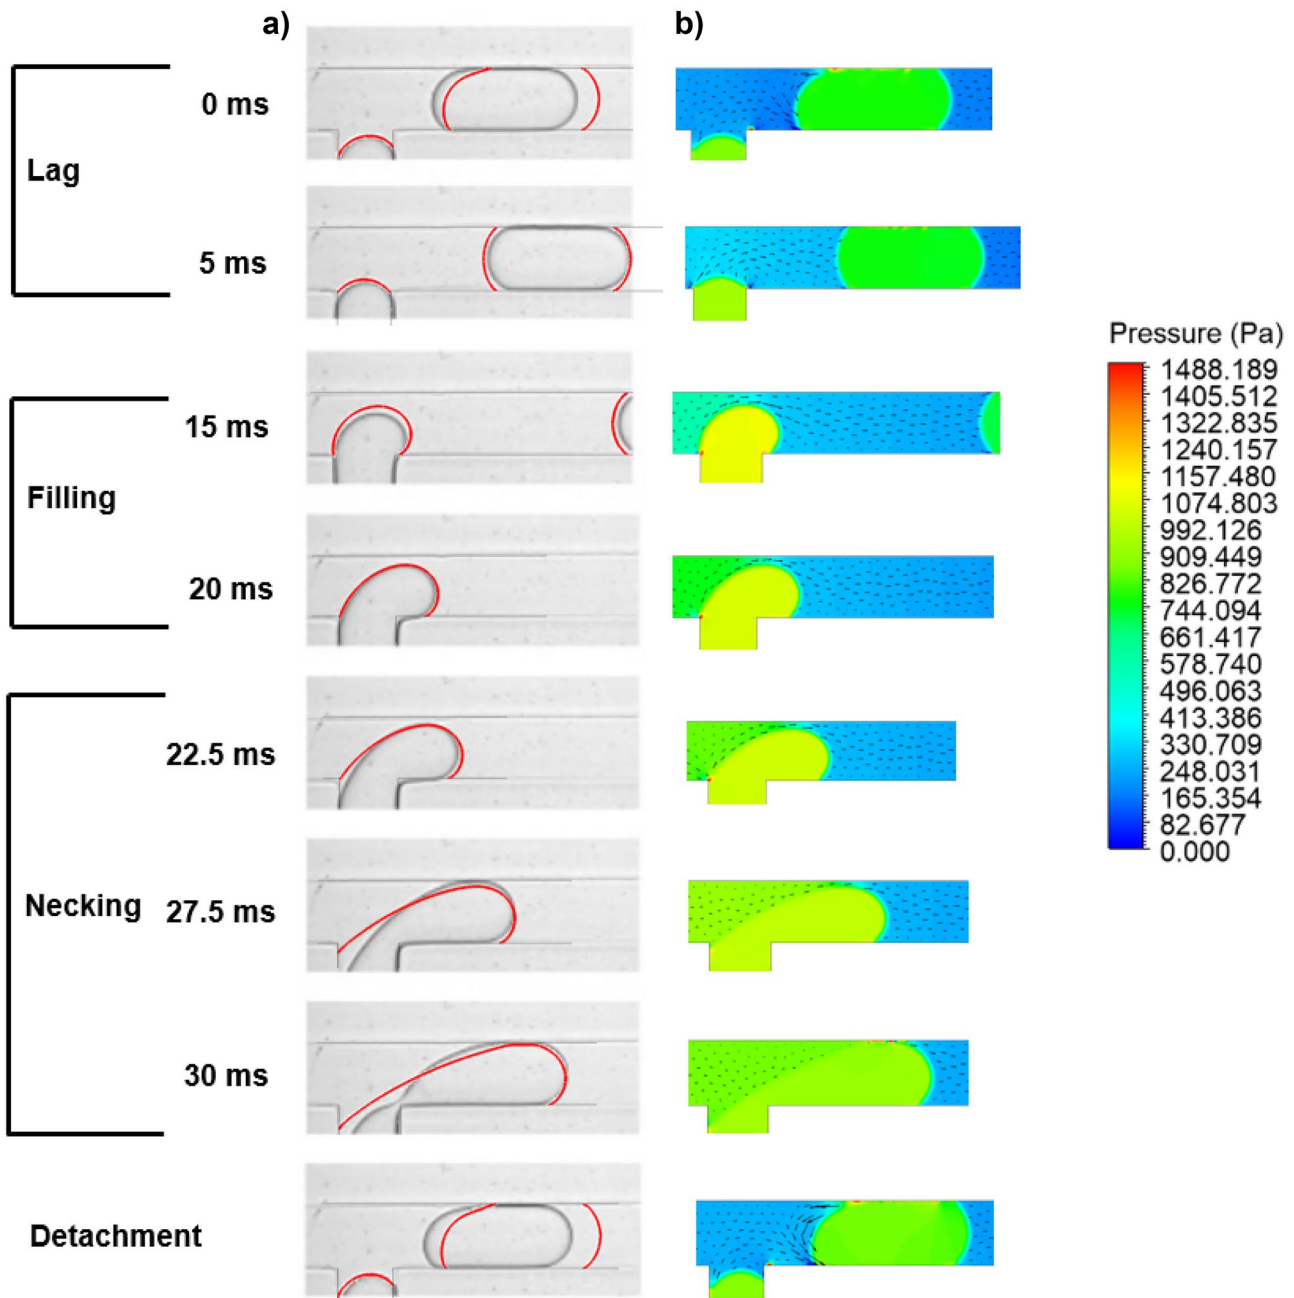 a)
b)
0 ms
Lag
5 ms
15 ms
Filling
20 ms
22.5 ms
Necking
27.5 ms
30 ms
Detachment
Pressure (Pa)
1488.189
1405.512
1322.835
1240.157
1157.480
1074.803
992.126
909.449
826.772
744.094
661.417
578.740
496.063
413.386
330.709
248.031
165.354
82.677
0.000